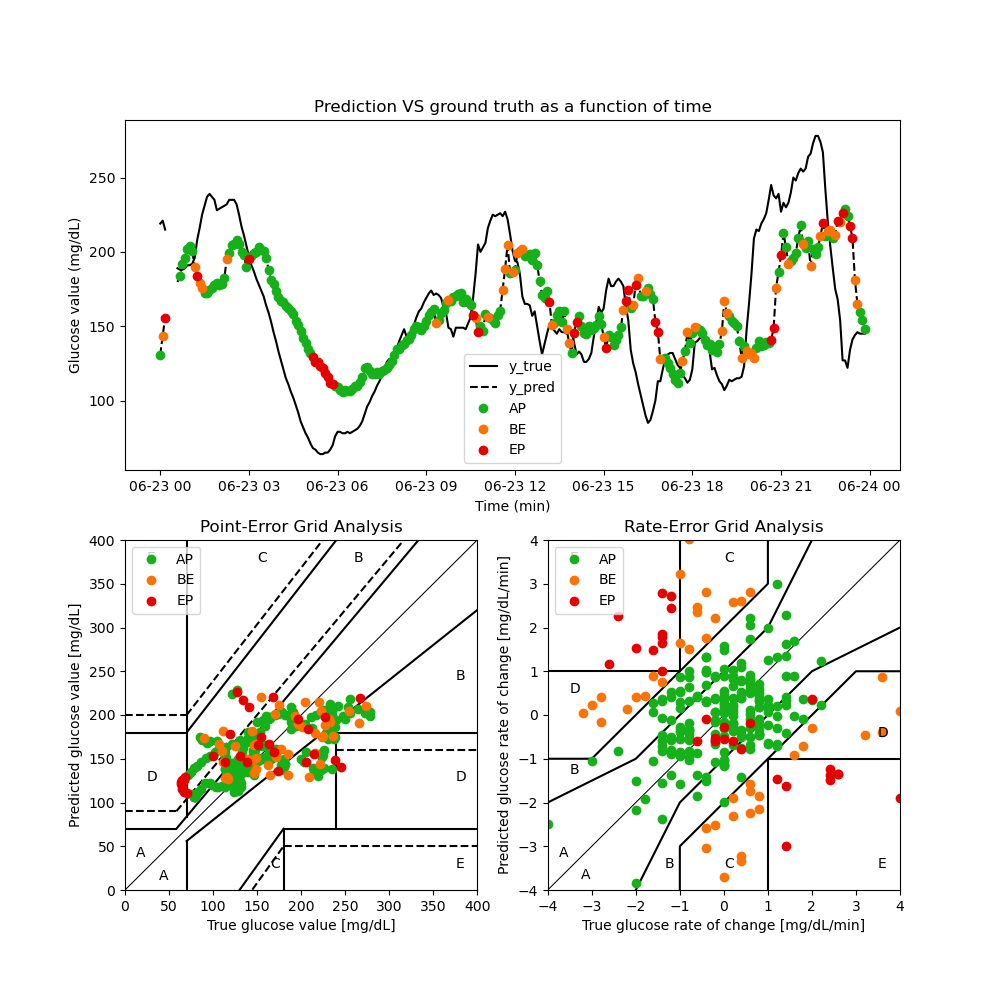 Prediction VS ground truth as a function of time
Glucose value (mg/dL)
250
200
150
100
y_true
y_pred
AP
BE
EP
06-23 00 06-23 03 06-23 06 06-23 09 06-23 12 06-23 15 06-23 18 06-23 21 06-24 00
Time (min)
Point-Error Grid Analysis
Predicted glucose value [mg/dL]
400
350
300
250
200
150
100
50
0
AP
BE
EP
C
B
B
D
D
A
A
C
E
0 50 100 150 200 250 300 350 400
True glucose value [mg/dL]
Rate-Error Grid Analysis
Predicted glucose rate of change [mg/dL/min]
4
3
2
1
0
−1
−2
−3
−4
AP
BE
EP
C
D
D
B
A
A
B
C
E
−4 −3 −2 −1 0 1 2 3 4
True glucose rate of change [mg/dL/min]